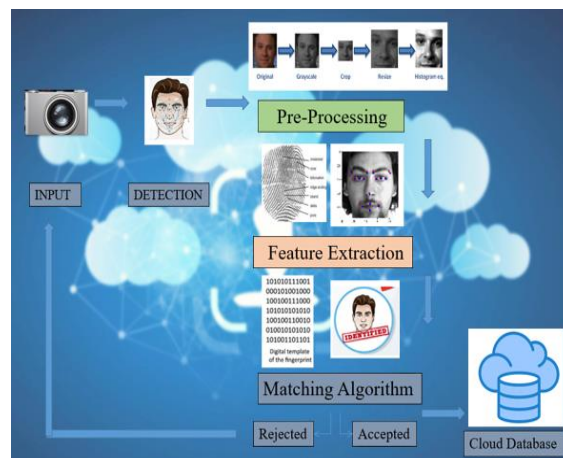 Original
Grayscale
Crop
Resize
Histogram eq.
Pre-Processing
INPUT
DETECTION
Feature Extraction
101010111001
000101001000
100100111000
101010101010
100100110010
010010101010
101001101101
Digital template
of the fingerprint
IDENTIFIED
Matching Algorithm
Rejected
Accepted
Cloud Database